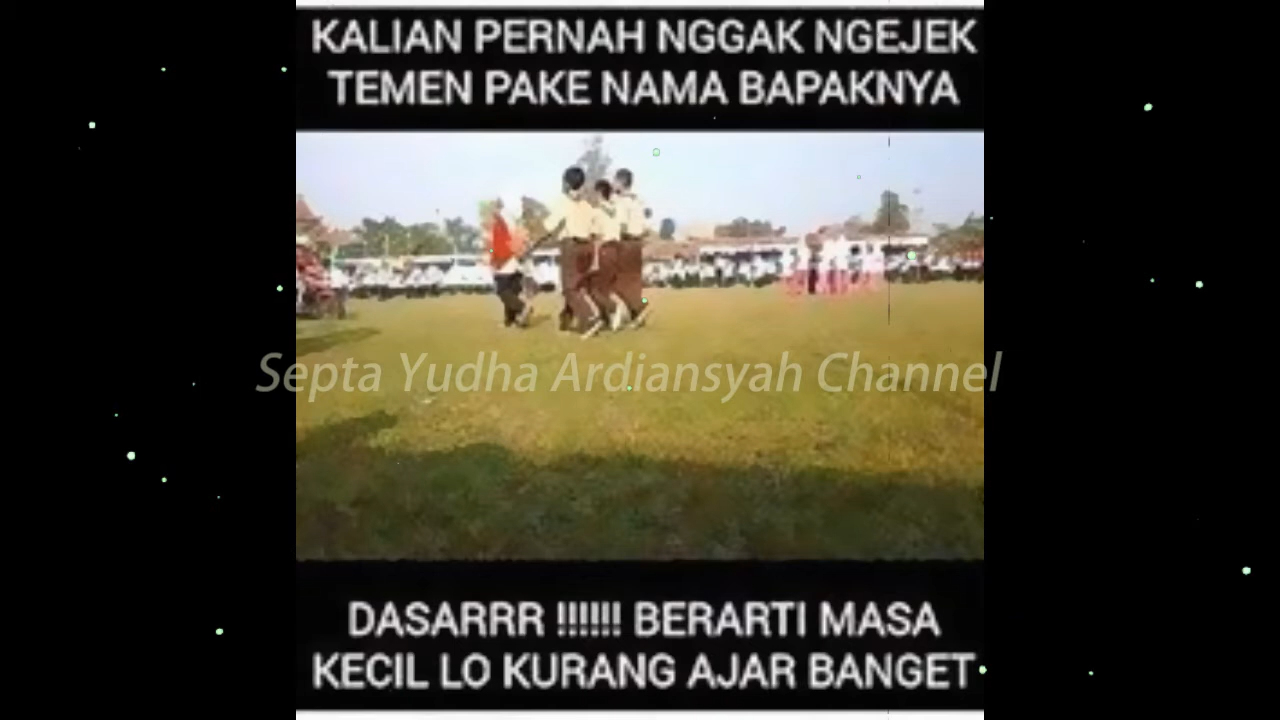 KALIAN PERNAH NGGAK NGEJEK
TEMEN PAKE NAMA BAPAKNYA
Septa Yudha Ardiansyah Channel
DASARRR !!!!!! BERARTI MASA
KECIL LO KURANG AJAR BANGET